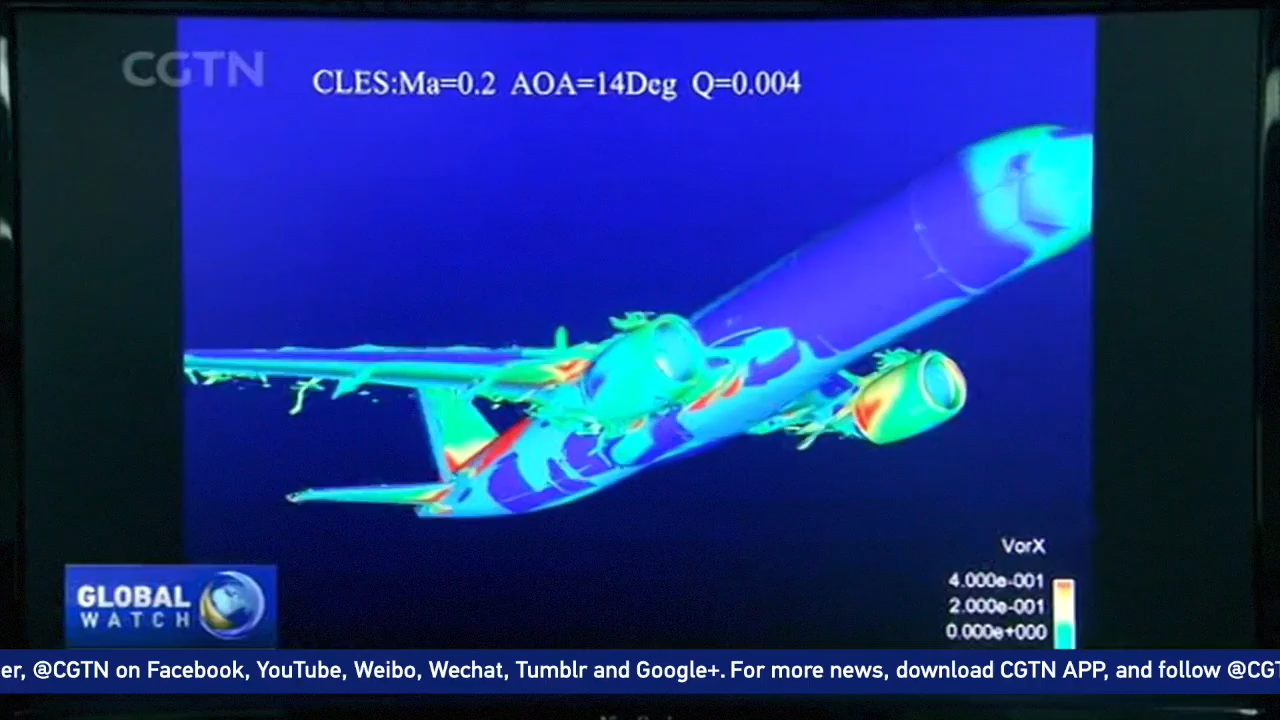 CGTN
CLES:Ma=0.2 AOA=14Deg Q=0.004
VorX
4.000e-001
2.000e-001
0.000e+000
GLOBAL
WATCH
er, @CGTN on Facebook, YouTube, Weibo, Wechat, Tumblr and Google+. For more news, download CGTN APP, and follow @CGT